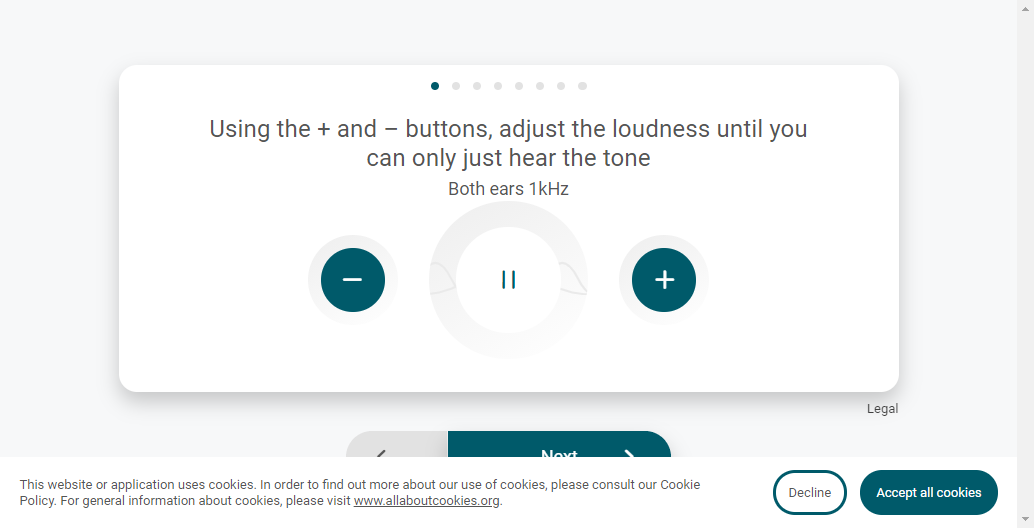 Using the + and – buttons, adjust the loudness until you
can only just hear the tone
Both ears 1kHz
Legal
Next
This website or application uses cookies. In order to find out more about our use of cookies, please consult our Cookie
Policy. For general information about cookies, please visit www.allaboutcookies.org.
Decline
Accept all cookies